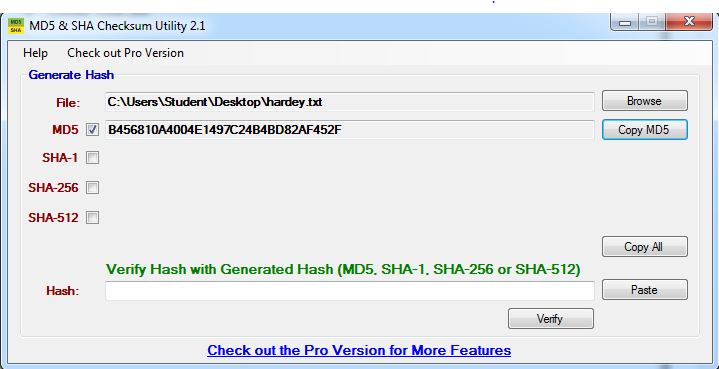 MD5 & SHA Checksum Utility 2.1
Help Check out Pro Version
Generate Hash
File: C:\Users\Student\Desktop\hardey.txt Browse
MD5 B456810A4004E1497C24B4BD82AF452F Copy MD5
SHA-1
SHA-256
SHA-512
Copy All
Verify Hash with Generated Hash (MD5, SHA-1, SHA-256 or SHA-512)
Hash: Paste
Verify
Check out the Pro Version for More Features